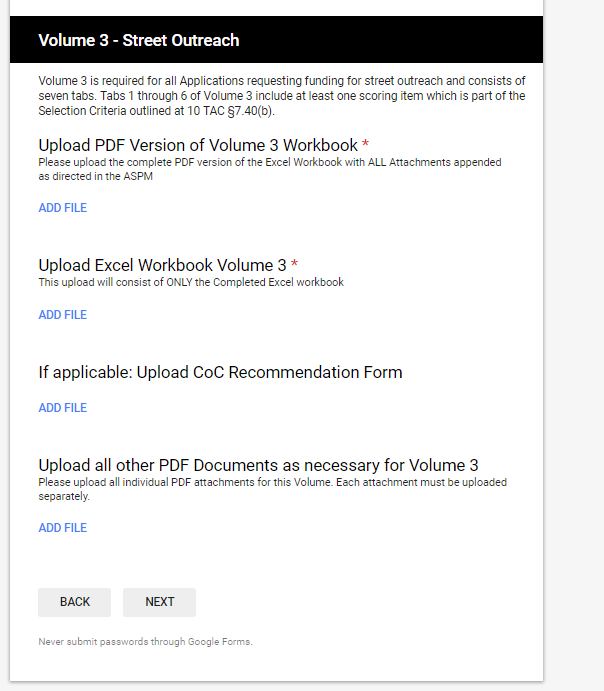 Volume 3 - Street Outreach
Volume 3 is required for all Applications requesting funding for street outreach and consists of
seven tabs. Tabs 1 through 6 of Volume 3 include at least one scoring item which is part of the
Selection Criteria outlined at 10 TAC §7.40(b).
Upload PDF Version of Volume 3 Workbook *
Please upload the complete PDF version of the Excel Workbook with ALL Attachments appended
as directed in the ASPM
ADD FILE
Upload Excel Workbook Volume 3 *
This upload will consist of ONLY the Completed Excel workbook
ADD FILE
If applicable: Upload CoC Recommendation Form
ADD FILE
Upload all other PDF Documents as necessary for Volume 3
Please upload all individual PDF attachments for this Volume. Each attachment must be uploaded
separately.
ADD FILE
BACK NEXT
Never submit passwords through Google Forms.